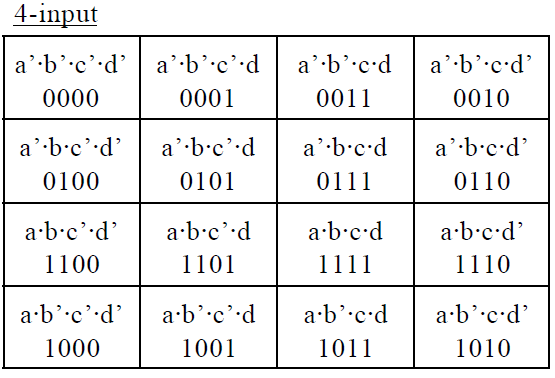 4-input
a’·b’·c’·d’ a’·b’·c’·d a’·b’·c·d a’·b’·c·d’
0000 0001 0011 0010
a’·b·c’·d’ a’·b·c’·d a’·b·c·d a’·b·c·d’
0100 0101 0111 0110
a·b·c’·d’ a·b·c’·d a·b·c·d a·b·c·d’
1100 1101 1111 1110
a·b’·c’·d’ a·b’·c’·d a·b’·c·d a·b’·c·d’
1000 1001 1011 1010